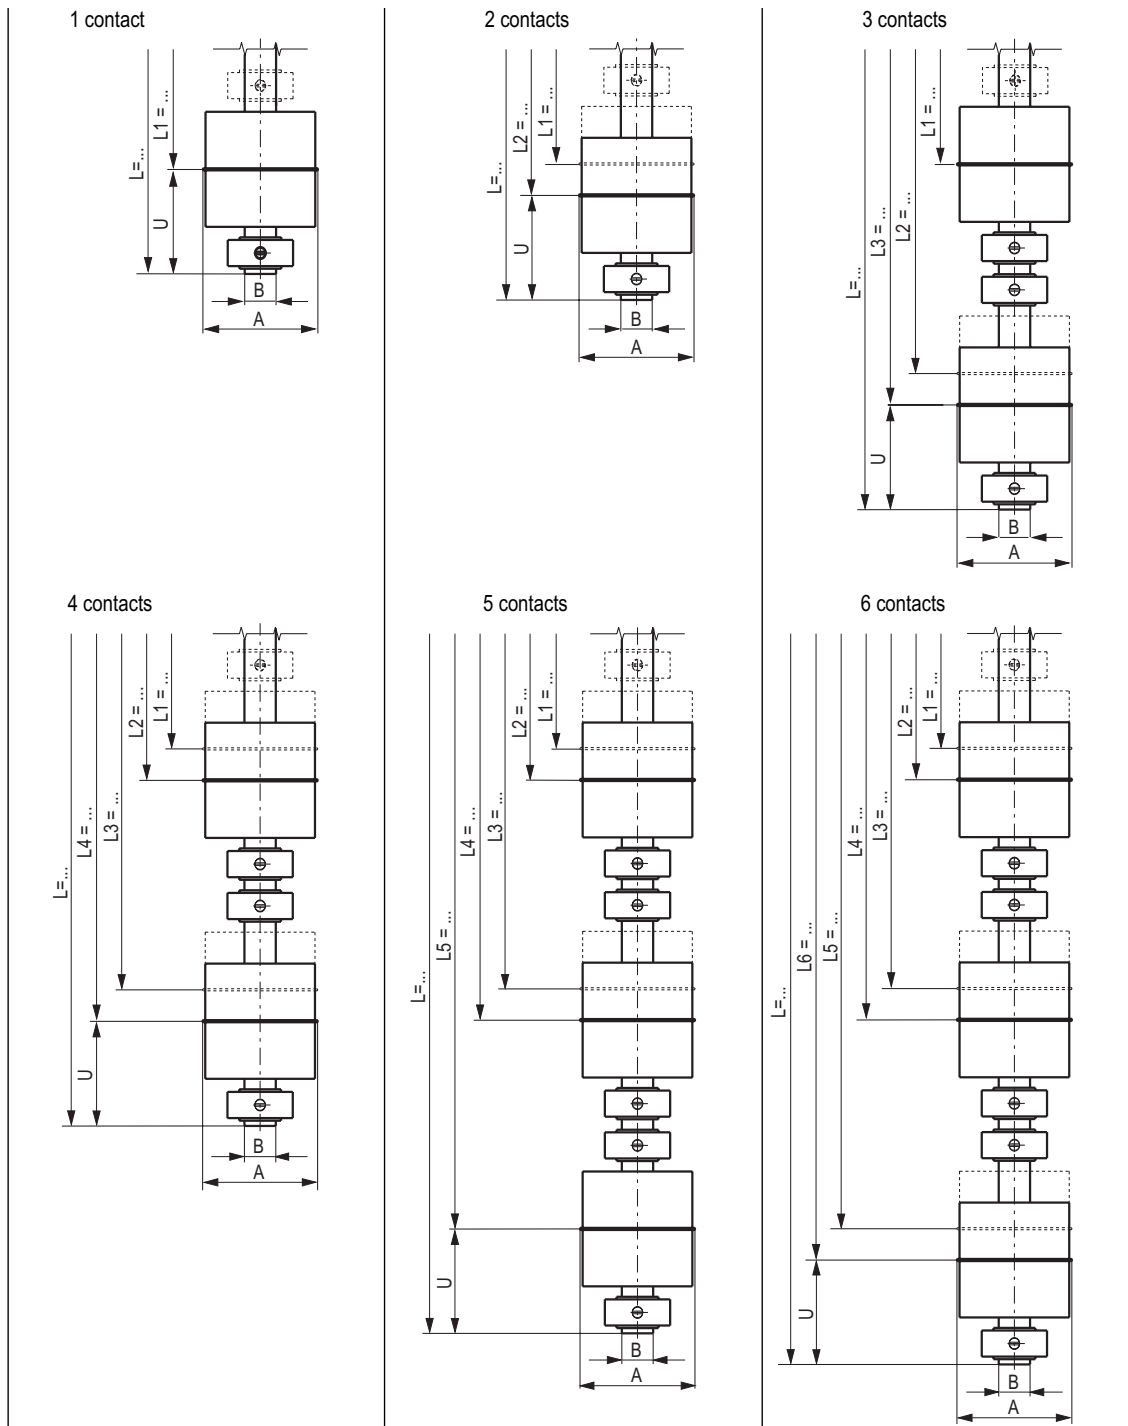 1 contact
L=...
L1 = ...
U
B
A
2 contacts
L=...
L2 = ...
L1 = ...
U
B
A
3 contacts
L=...
L3 = ...
L2 = ...
L1 = ...
U
B
A
4 contacts
L=...
L4 = ...
L3 = ...
L2 = ...
L1 = ...
U
B
A
5 contacts
L=...
L5 = ...
L4 = ...
L3 = ...
L2 = ...
L1 = ...
U
B
A
6 contacts
L=...
L6 = ...
L5 = ...
L4 = ...
L3 = ...
L2 = ...
L1 = ...
U
B
A